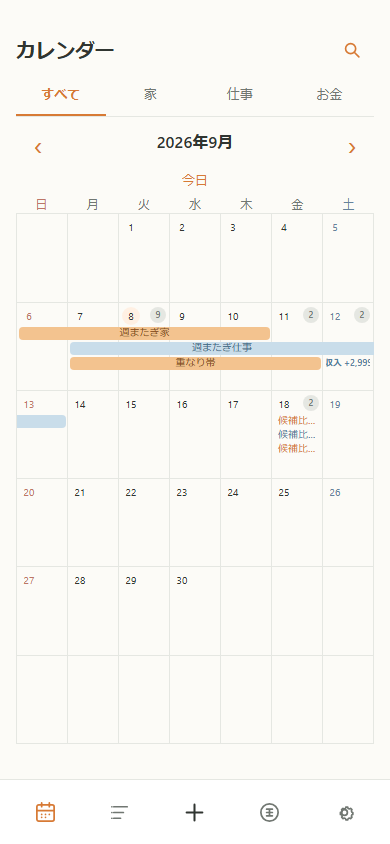 カレンダー
すべて 家 仕事 お金
‹ 2026年9月 ›
今日
日 月 火 水 木 金 土
1 2 3 4 5
6 7 8 9 9 10 11 2 12 2
週またぎ家
週またぎ仕事
重なり帯 収入 +2,999
13 14 15 16 17 18 2 19
候補比...
候補比...
候補比...
20 21 22 23 24 25 26
27 28 29 30